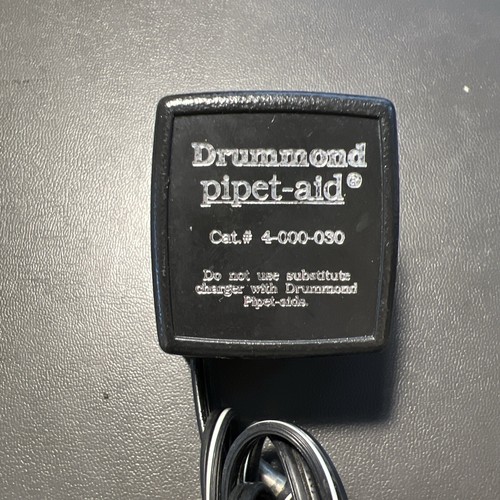 Drummond
pipet-aid®
Cat.# 4-000-030
Do not use substitute
charger with Drummond
Pipet-aids.